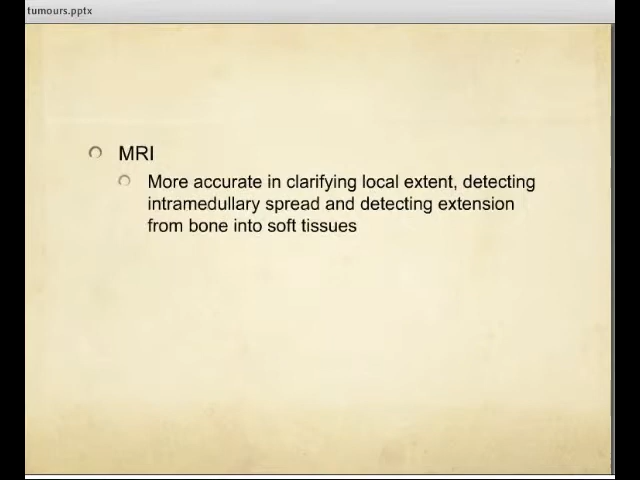 tumours.pptx
MRI
More accurate in clarifying local extent, detecting
intramedullary spread and detecting extension
from bone into soft tissues